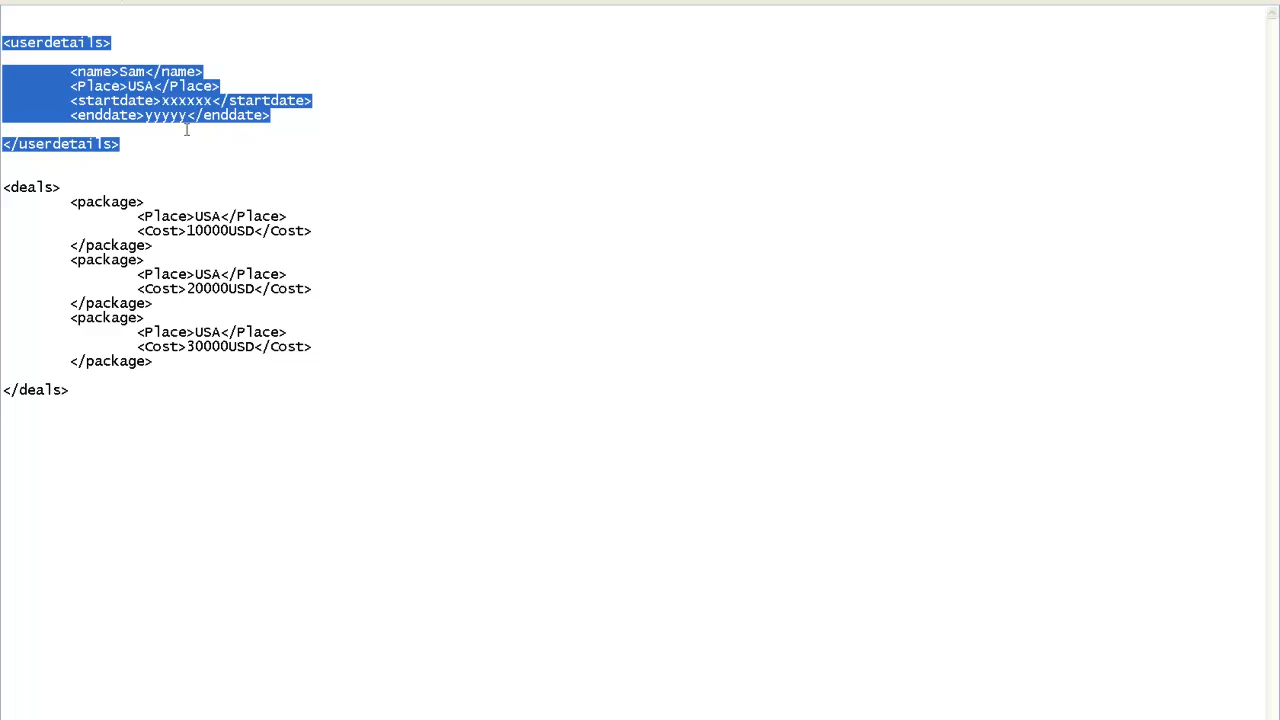 <userdetails>
<name>Sam</name>
<Place>USA</Place>
<startdate>xxxxxx</startdate>
<enddate>yyyyy</enddate>
</userdetails>
<deals>
<package>
<Place>USA</Place>
<Cost>10000USD</Cost>
</package>
<package>
<Place>USA</Place>
<Cost>20000USD</Cost>
</package>
<package>
<Place>USA</Place>
<Cost>30000USD</Cost>
</package>
</deals>